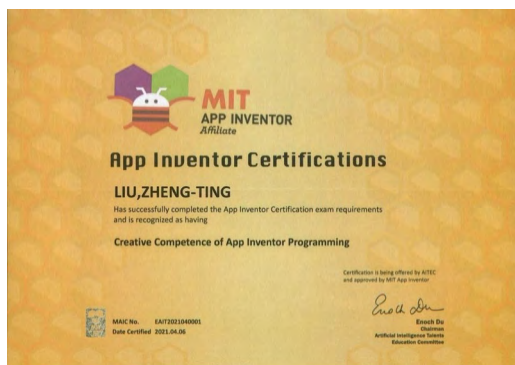 MIT
APP INVENTOR
Affiliate
App Inventor Certifications
LIU,ZHENG-TING
Has successfully completed the App Inventor Certification exam requirements
and is recognized as having
Creative Competence of App Inventor Programming
Certification is being offered by AITEC
and approved by MIT App Inventor
Enoch Du
Enoch Du
Chairman
Artificial Intelligence Talents
Education Committee
MAIC No. EAIT2021040001
Date Certified 2021.04.06